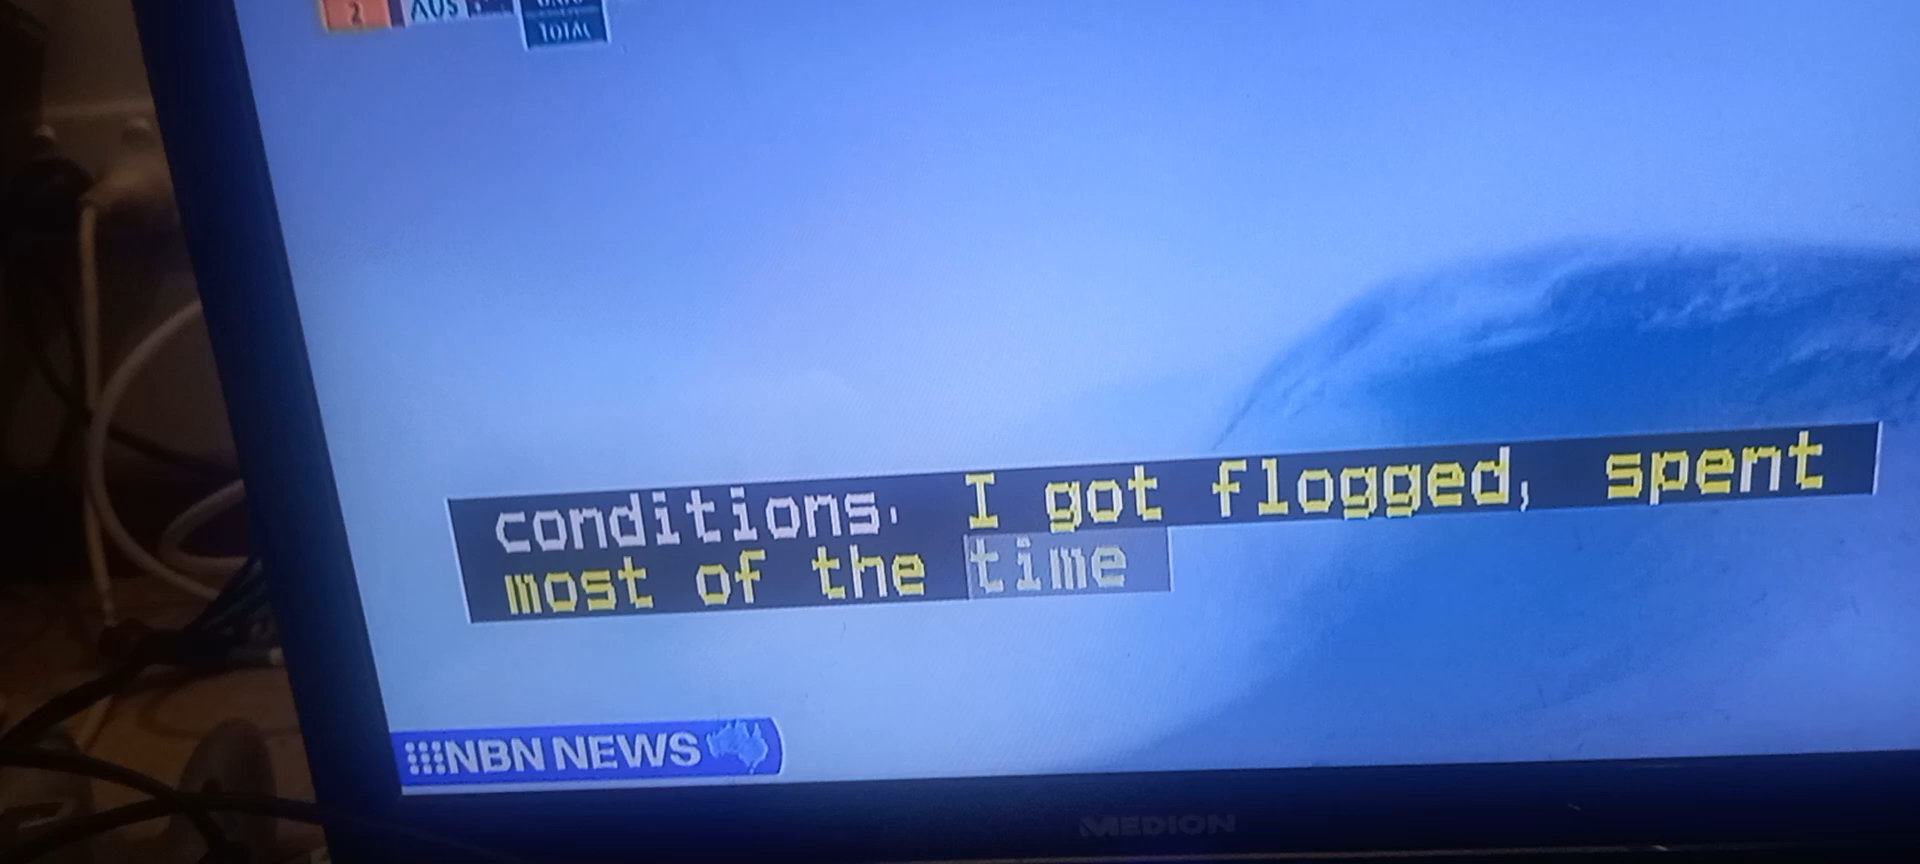 2 AUS
TOTAL
conditions. I got flogged, spent
most of the time
NBN NEWS
MEDION